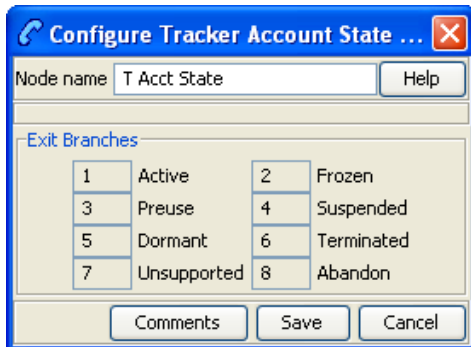 Configure Tracker Account State ...
Node name T Acct State Help
Exit Branches
1 Active 2 Frozen
3 Preuse 4 Suspended
5 Dormant 6 Terminated
7 Unsupported 8 Abandon
Comments Save Cancel